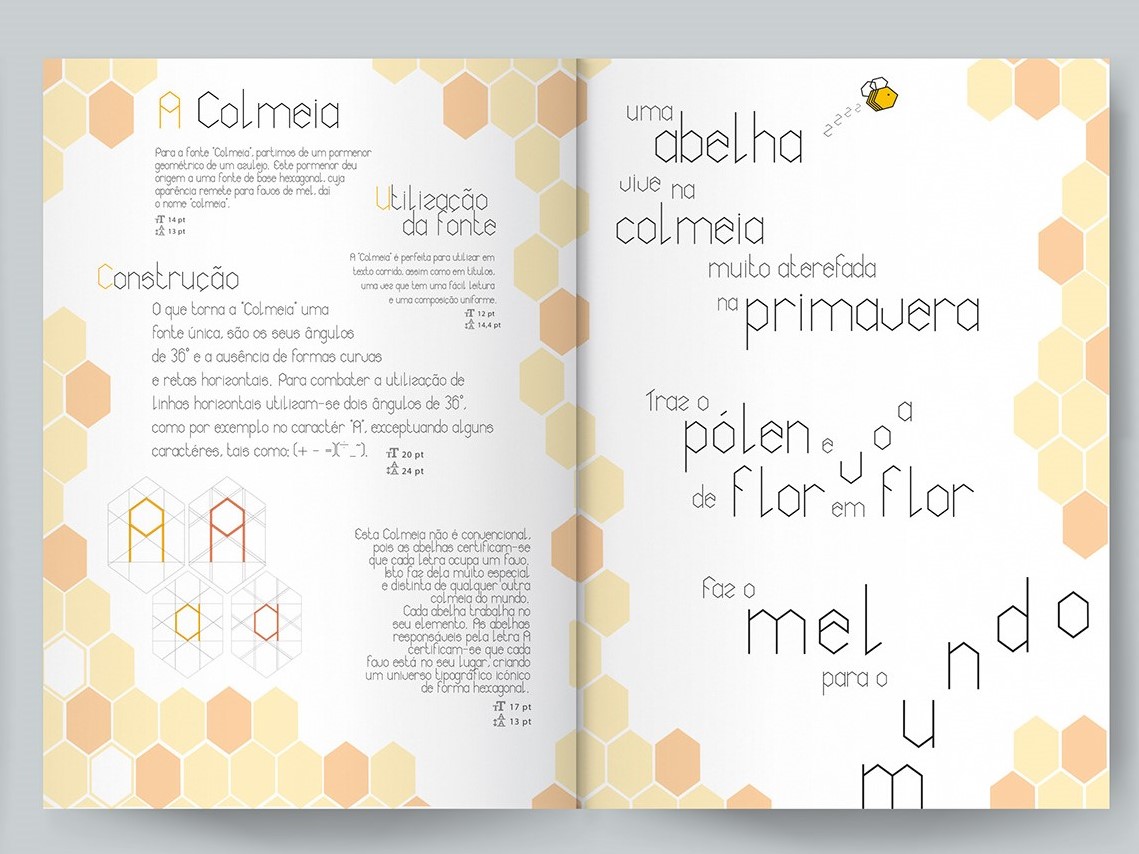 A Colmeia
Para a fonte "Colmeia", partimos de um pormenor
geométrico de um azulejo. Este pormenor deu
origem a uma fonte de base hexagonal, cuja
aparência remete para favos de mel, daí
o nome "colmeia".
TT 14 pt
A 13 pt
Utilização
da fonte
A "Colmeia" é perfeita para utilizar em
texto corrido, assim como em títulos,
uma vez que tem uma fácil leitura
e uma composição uniforme.
TT 12 pt
A 14,4 pt
Construção
O que torna a "Colmeia" uma
fonte única, são os seus ângulos
de 36° e a ausência de formas curvas
e retas horizontais. Para combater a utilização de
linhas horizontais utilizam-se dois ângulos de 36°,
como por exemplo no caractér "A", exceptuando alguns
caractéres, tais como: (+ - =)(÷_¯).
TT 20 pt
A 24 pt
A A
a a
Esta Colmeia não é convencional,
pois as abelhas certificam-se
que cada letra ocupa um favo.
Isto faz dela muito especial
e distinta de qualquer outra
colmeia do mundo.
Cada abelha trabalha no
seu elemento. As abelhas
responsáveis pela letra A
certificam-se que cada
favo está no seu lugar, criando
um universo tipográfico icónico
de forma hexagonal.
TT 17 pt
A 13 pt
uma
abelha
zzzz
vive na
colmeia
muito aterefada
na primavera
Traz o
pólen e voa
de flor em flor
Faz o
mel
para o
mundo